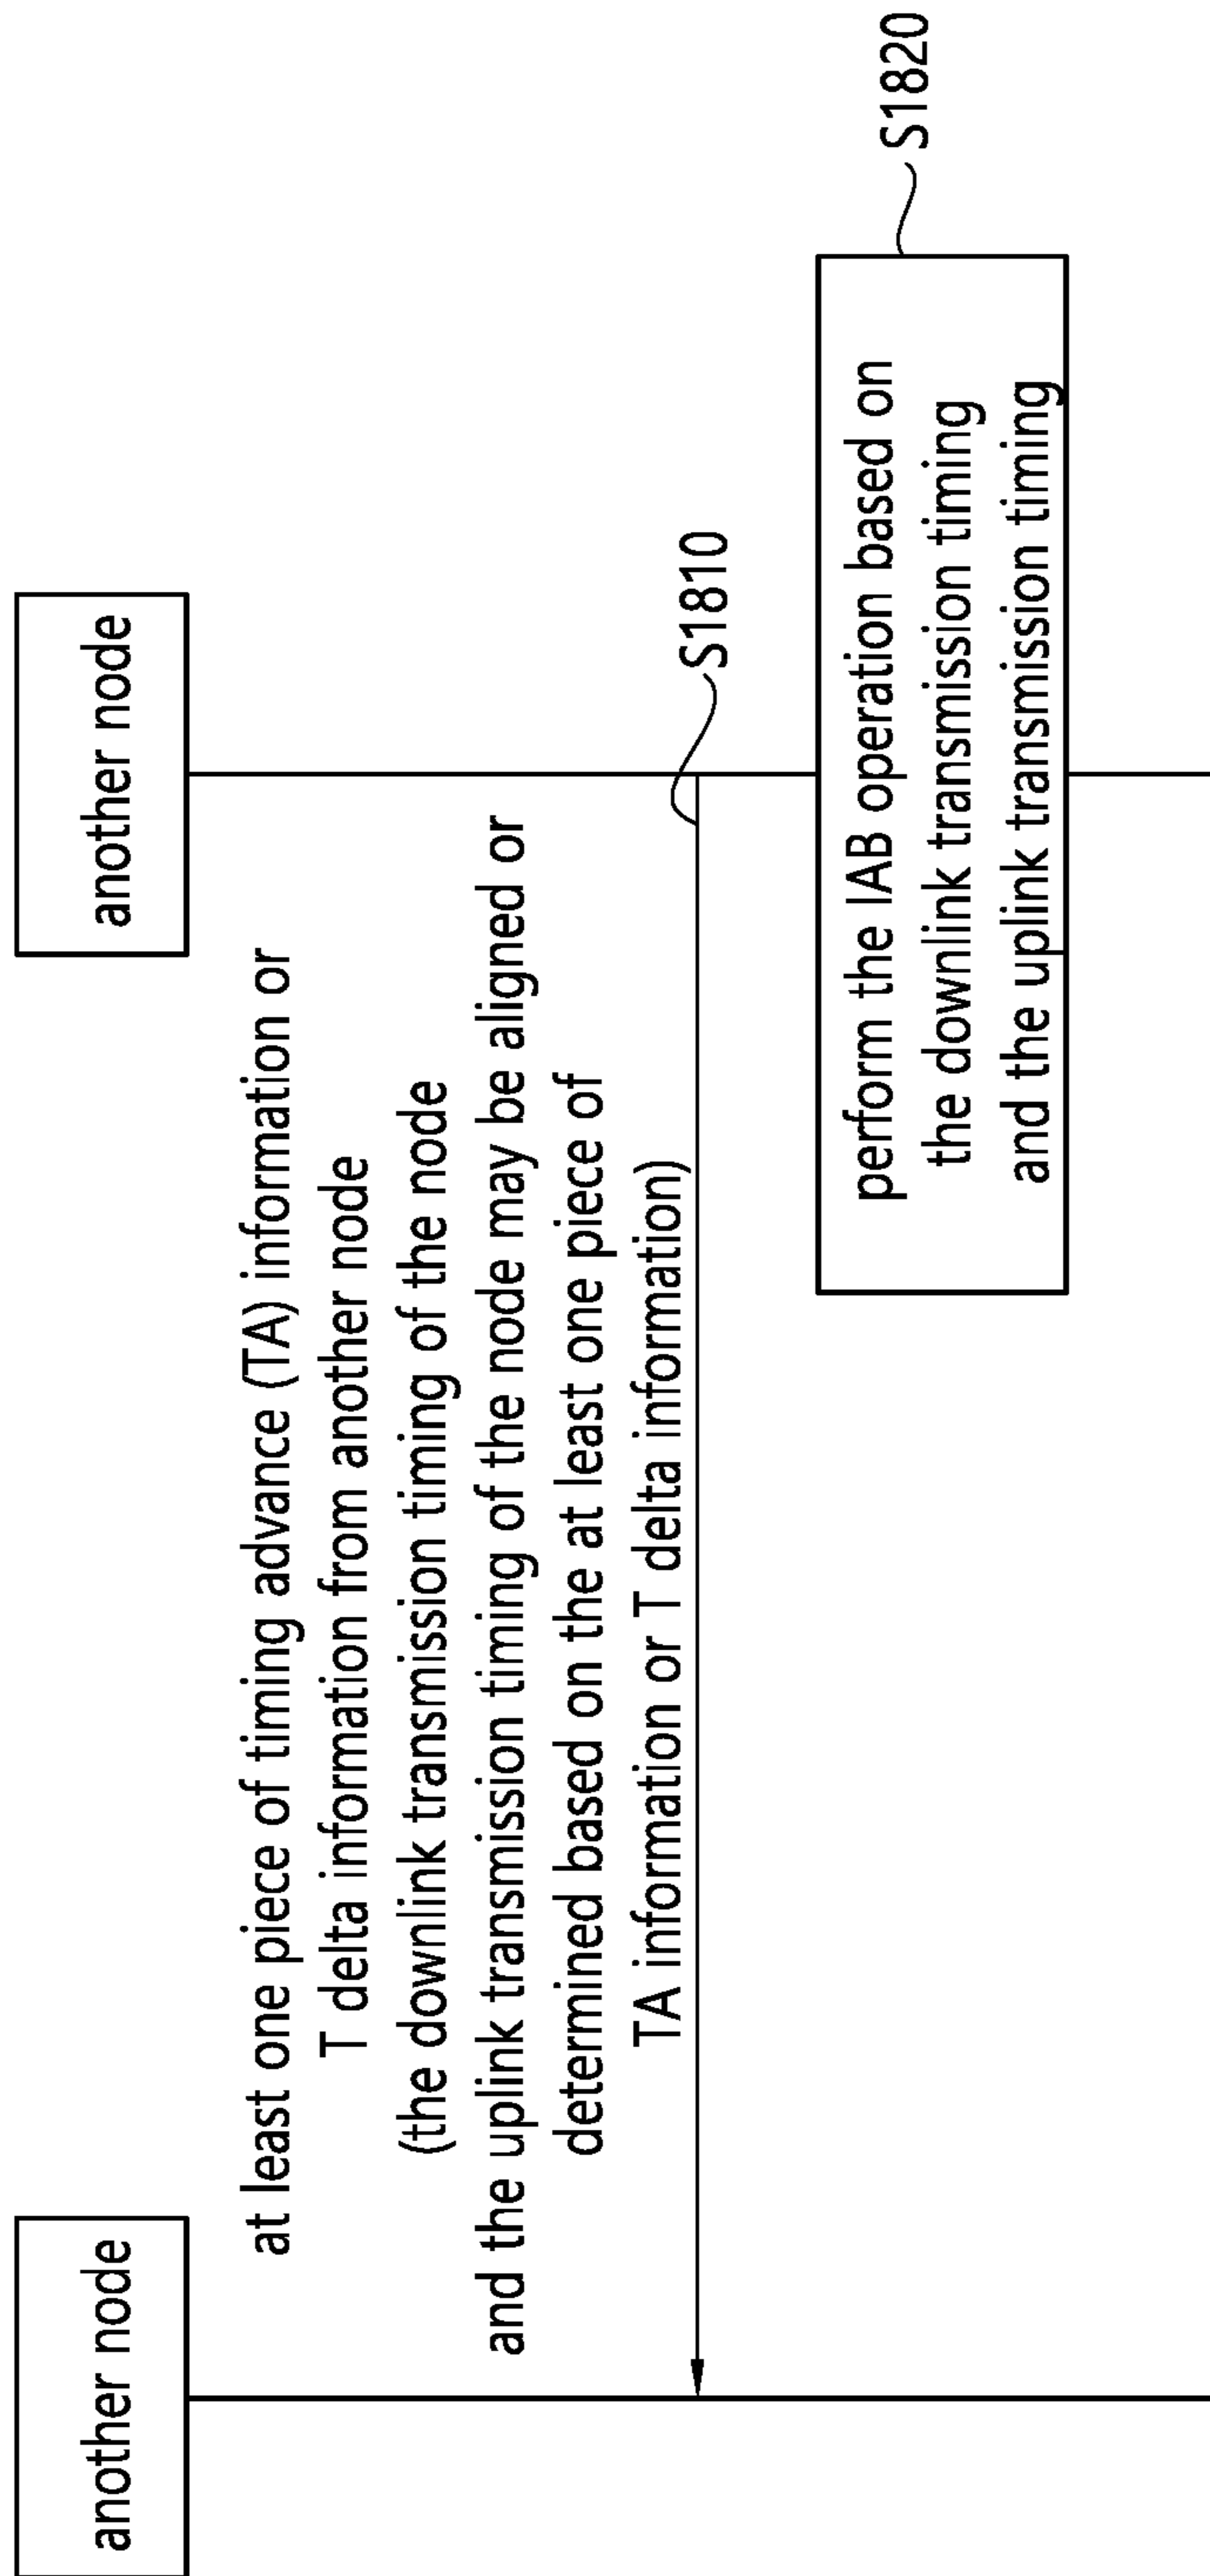 another node
another node
at least one piece of timing advance (TA) information or
T delta information from another node
(the downlink transmission timing of the node
and the uplink transmission timing of the node may be aligned or
determined based on the at least one piece of
TA information or T delta information)
S1810
perform the IAB operation based on
the downlink transmission timing
and the uplink transmission timing
S1820